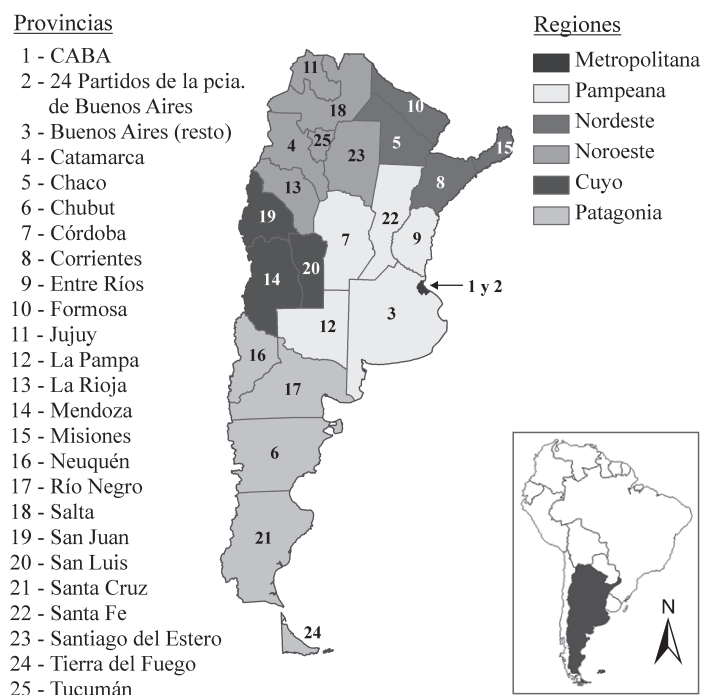 Provincias
1 - CABA
2 - 24 Partidos de la pcia.
de Buenos Aires
3 - Buenos Aires (resto)
4 - Catamarca
5 - Chaco
6 - Chubut
7 - Córdoba
8 - Corrientes
9 - Entre Ríos
10 - Formosa
11 - Jujuy
12 - La Pampa
13 - La Rioja
14 - Mendoza
15 - Misiones
16 - Neuquén
17 - Río Negro
18 - Salta
19 - San Juan
20 - San Luis
21 - Santa Cruz
22 - Santa Fe
23 - Santiago del Estero
24 - Tierra del Fuego
25 - Tucumán
11
18
10
4
25
23
5
15
13
8
19
22
7
9
20
14
1 y 2
3
12
16
17
6
21
24
Regiones
Metropolitana
Pampeana
Nordeste
Noroeste
Cuyo
Patagonia
N